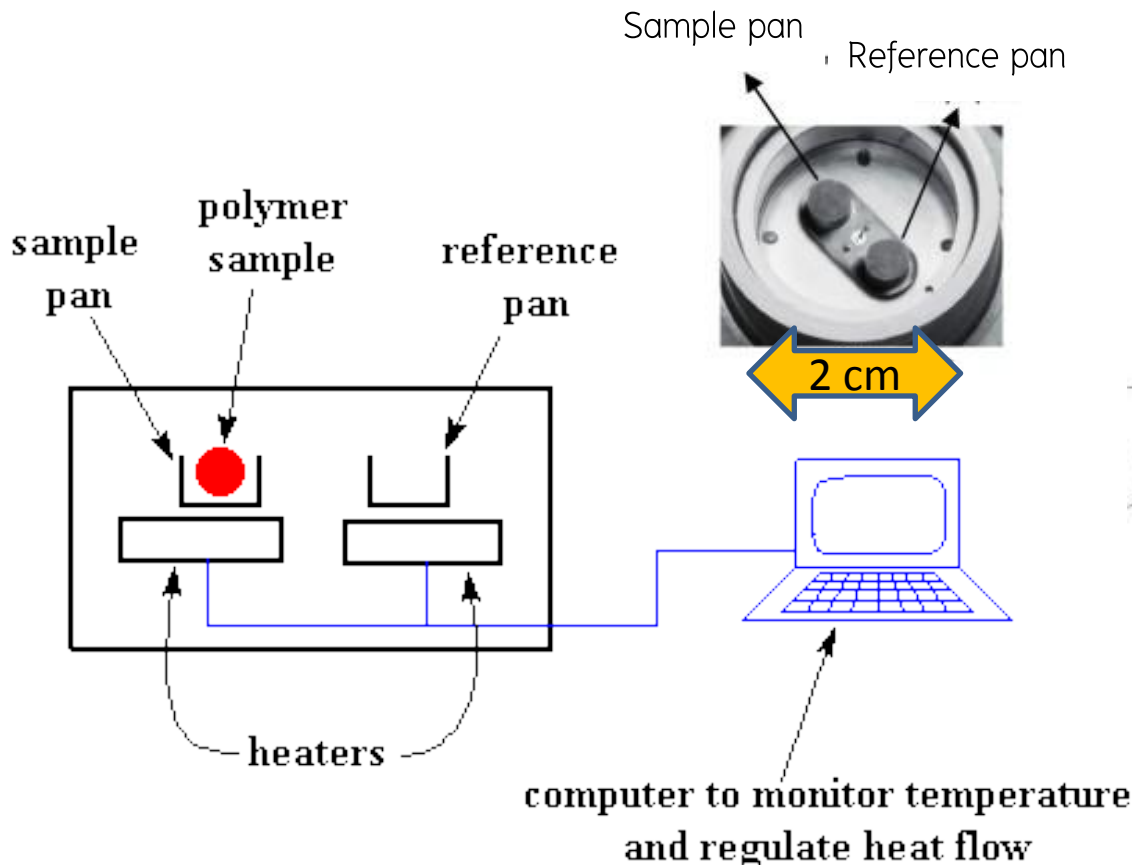 Sample pan
Reference pan
polymer
sample
sample
pan
reference
pan
2 cm
heaters
computer to monitor temperature
and regulate heat flow